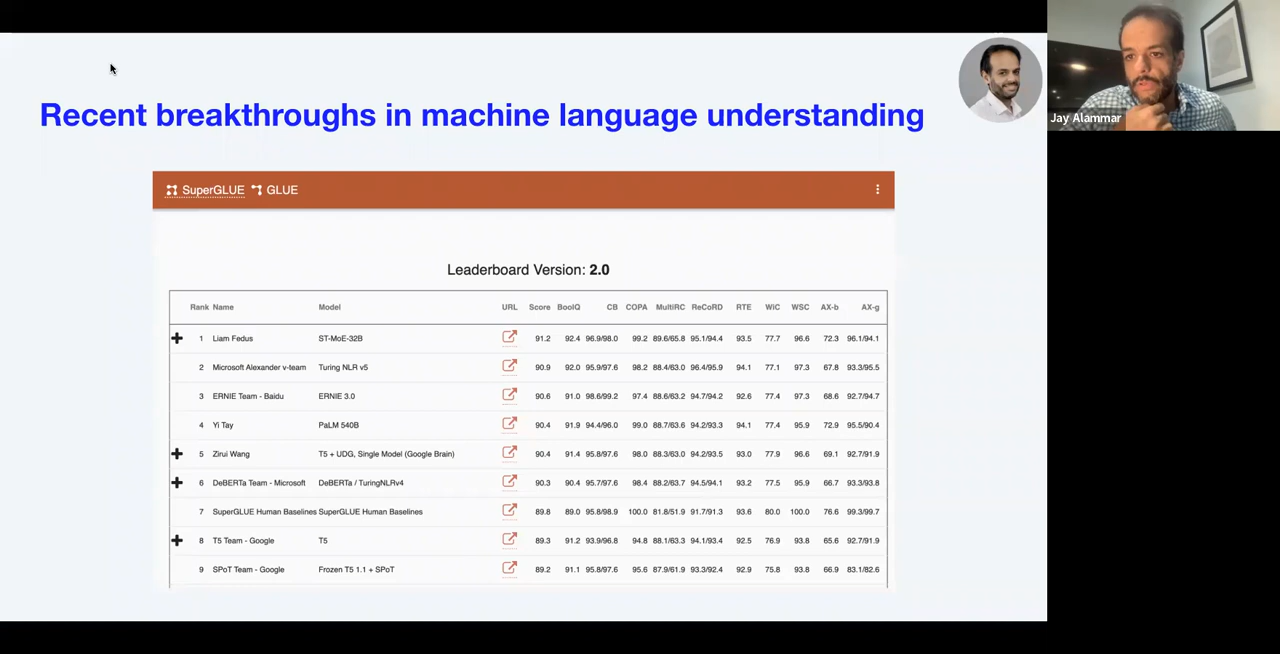 Recent breakthroughs in machine language understanding
Jay Alammar
SuperGLUE GLUE
Leaderboard Version: 2.0
Rank Name Model URL Score BoolQ CB COPA MultiRC ReCoRD RTE WiC WSC AX-b AX-g
1 Liam Fedus ST-MoE-32B 91.2 92.4 96.9/98.0 99.2 89.6/65.8 95.1/94.4 93.5 77.7 96.6 72.3 96.1/94.1
2 Microsoft Alexander v-team Turing NLR v5 90.9 92.0 95.9/97.6 98.2 88.4/63.0 96.4/95.9 94.1 77.1 97.3 67.8 93.3/95.5
3 ERNIE Team - Baidu ERNIE 3.0 90.6 91.0 98.6/99.2 97.4 88.6/63.2 94.7/94.2 92.6 77.4 97.3 68.6 92.7/94.7
4 Yi Tay PaLM 540B 90.4 91.9 94.4/96.0 99.0 88.7/63.6 94.2/93.3 94.1 77.4 95.9 72.9 95.5/90.4
5 Zirui Wang T5 + UDG, Single Model (Google Brain) 90.4 91.4 95.8/97.6 98.0 88.3/63.0 94.2/93.5 93.0 77.9 96.6 69.1 92.7/91.9
6 DeBERTa Team - Microsoft DeBERTa / TuringNLRv4 90.3 90.4 95.7/97.6 98.4 88.2/63.7 94.5/94.1 93.2 77.5 95.9 66.7 93.3/93.8
7 SuperGLUE Human Baselines SuperGLUE Human Baselines 89.8 89.0 95.8/98.9 100.0 81.8/51.9 91.7/91.3 93.6 80.0 100.0 76.6 99.3/99.7
8 T5 Team - Google T5 89.3 91.2 93.9/96.8 94.8 88.1/63.3 94.1/93.4 92.5 76.9 93.8 65.6 92.7/91.9
9 SPoT Team - Google Frozen T5 1.1 + SPoT 89.2 91.1 95.8/97.6 95.6 87.9/61.9 93.3/92.4 92.9 75.8 93.8 66.9 83.1/82.6